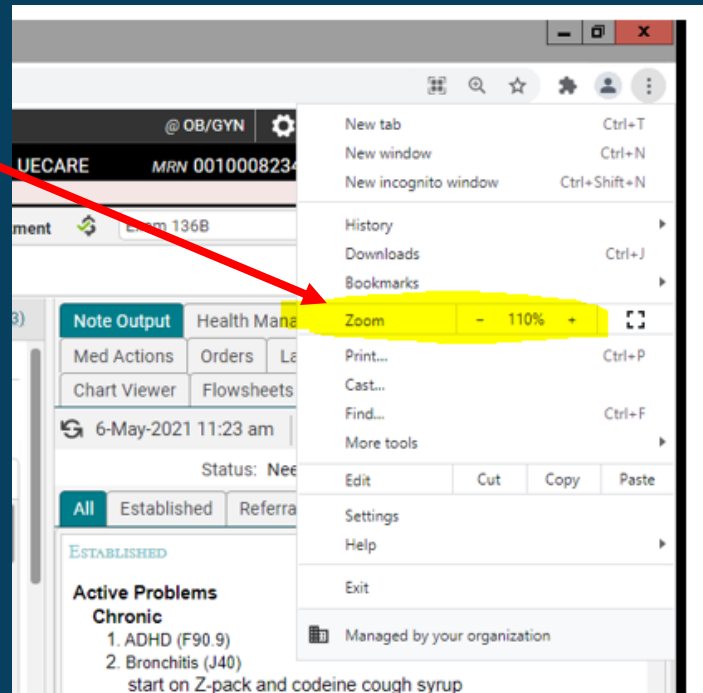 x
@ OB/GYN
UECARE MRN 0010008234
ment Exam 136B
New tab Ctrl+T
New window Ctrl+N
New incognito window Ctrl+Shift+N
History
Downloads Ctrl+J
Bookmarks
Zoom - 110% +
Print... Ctrl+P
Cast...
Find... Ctrl+F
More tools
Edit Cut Copy Paste
Settings
Help
Exit
Managed by your organization
3)
Note Output Health Mana
Med Actions Orders La
Chart Viewer Flowsheets
6-May-2021 11:23 am
Status: Nee
All Established Referra
ESTABLISHED
Active Problems
Chronic
1. ADHD (F90.9)
2. Bronchitis (J40)
start on Z-pack and codeine cough syrup